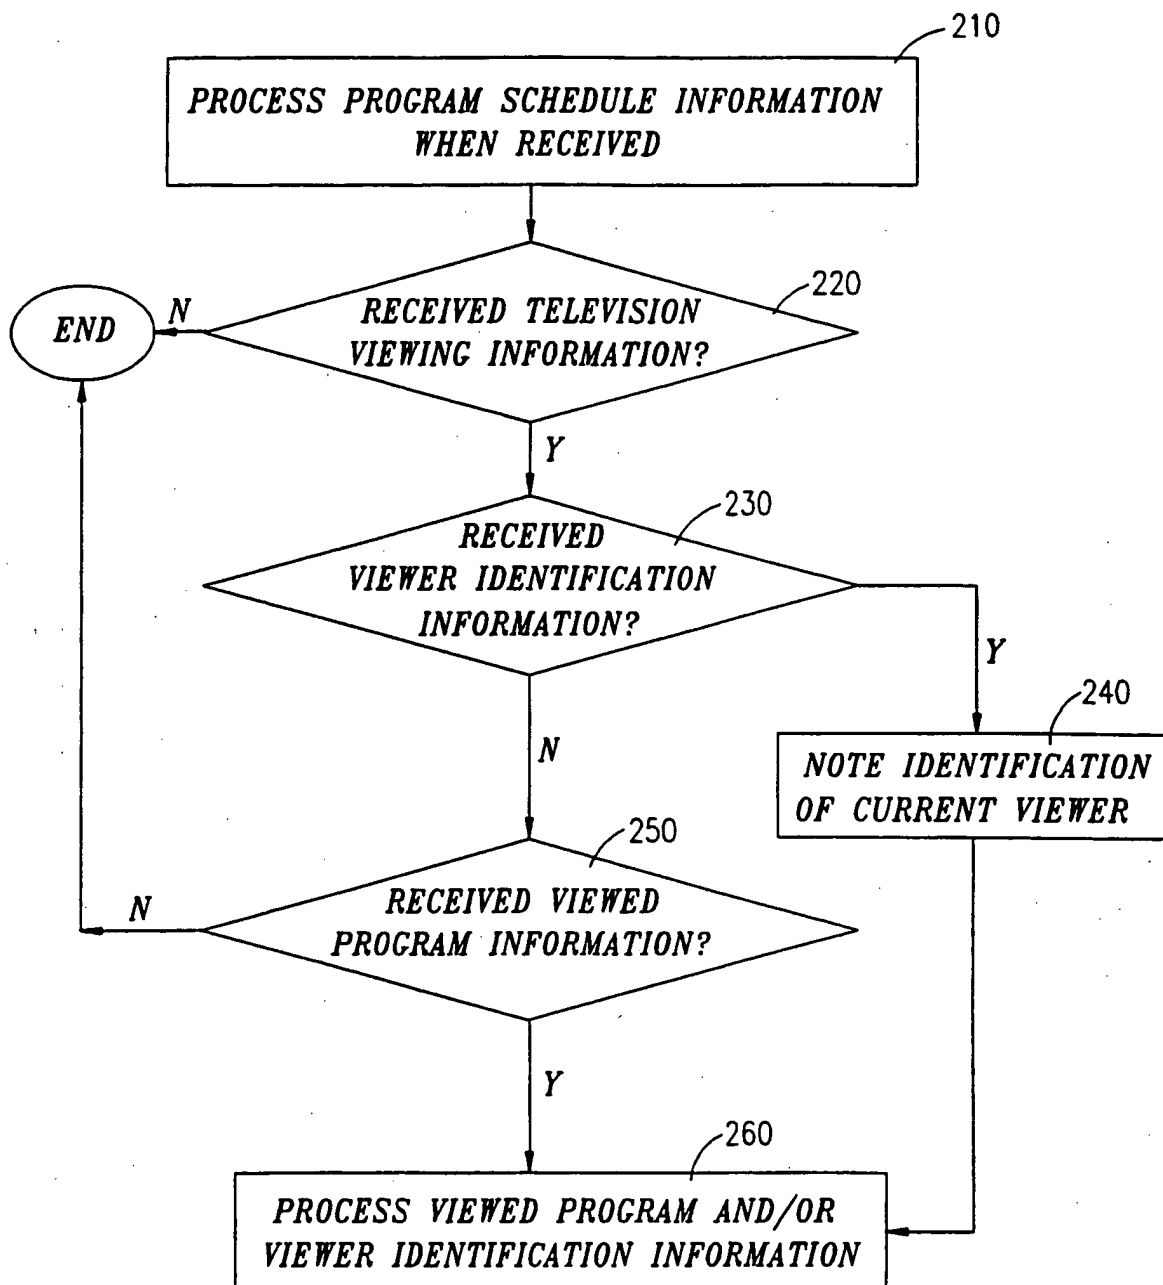 210
PROCESS PROGRAM SCHEDULE INFORMATION
WHEN RECEIVED
220
RECEIVED TELEVISION
VIEWING INFORMATION?
N
END
Y
230
RECEIVED
VIEWER IDENTIFICATION
INFORMATION?
Y
240
NOTE IDENTIFICATION
OF CURRENT VIEWER
N
250
RECEIVED VIEWED
PROGRAM INFORMATION?
N
Y
260
PROCESS VIEWED PROGRAM AND/OR
VIEWER IDENTIFICATION INFORMATION